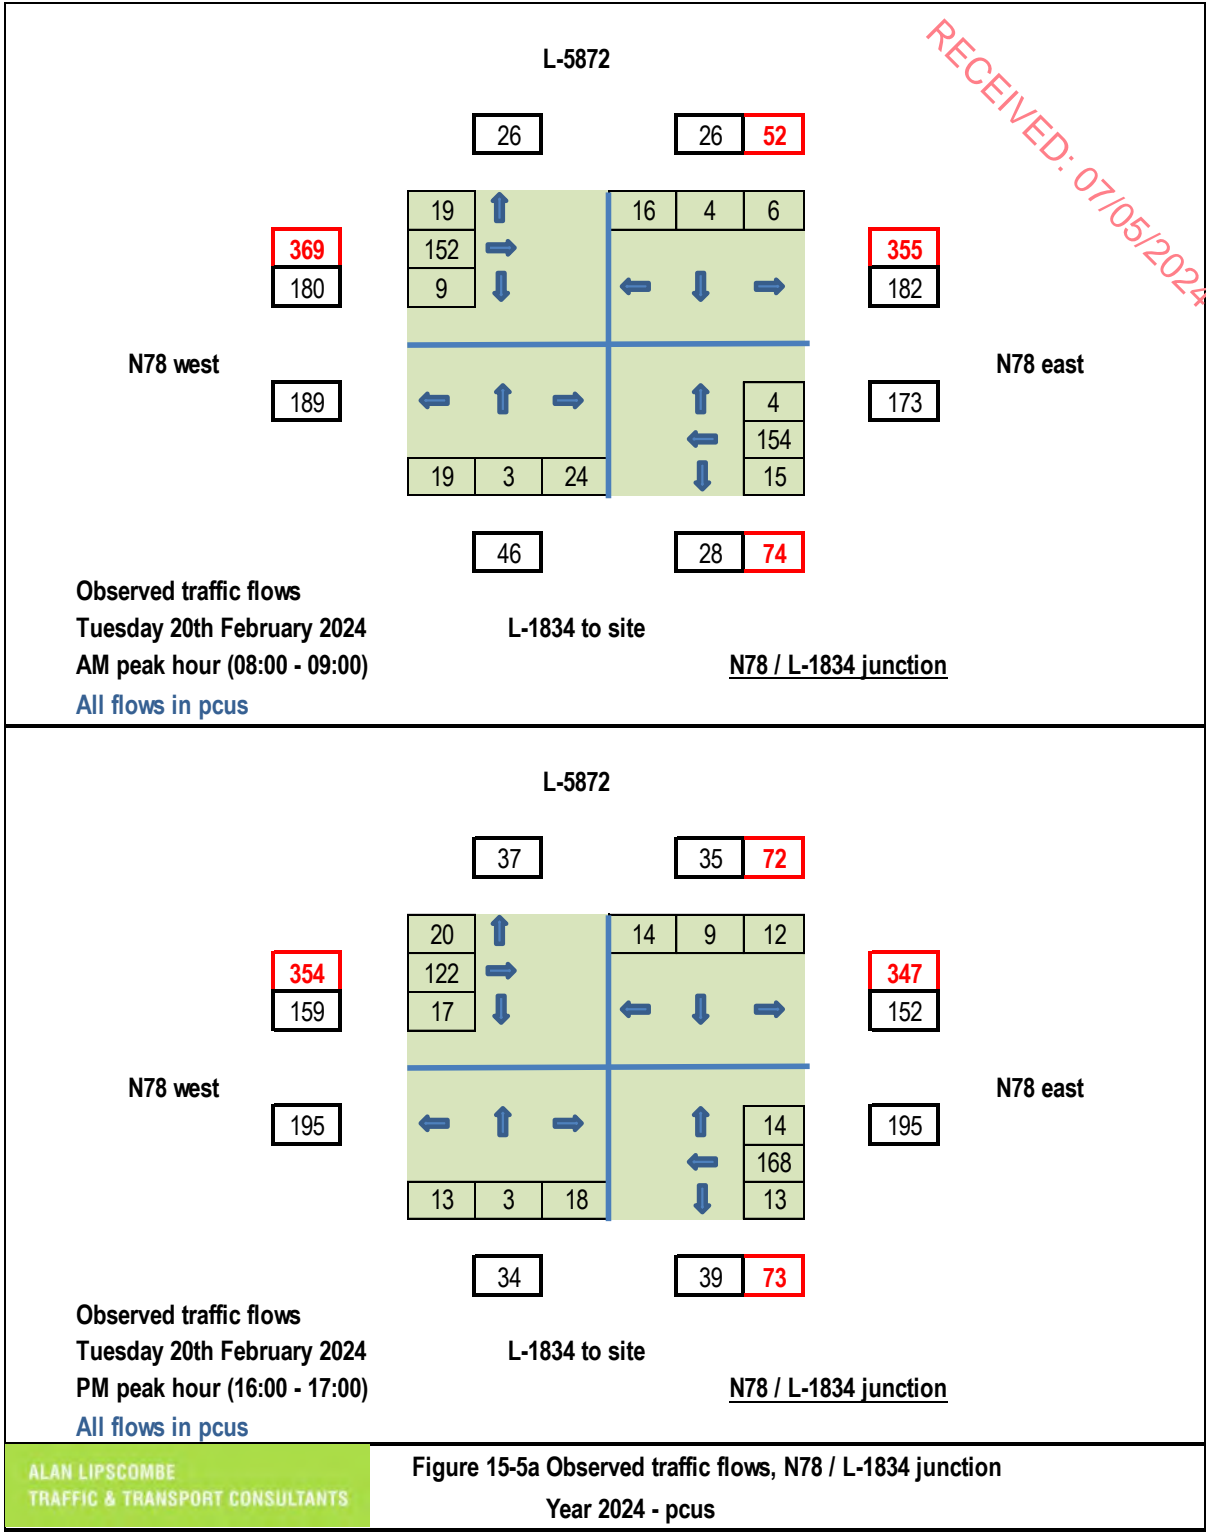 L-5872
RECEIVED: 07/05/2024
26 26 52
19 16 4 6
369 152 355
180 9 182
N78 west N78 east
189 4 173
154
19 3 24 15
46 28 74
Observed traffic flows
Tuesday 20th February 2024 L-1834 to site
AM peak hour (08:00 - 09:00) N78 / L-1834 junction
All flows in pcus
L-5872
37 35 72
20 14 9 12
354 122 347
159 17 152
N78 west N78 east
195 14 195
168
13 3 18 13
34 39 73
Observed traffic flows
Tuesday 20th February 2024 L-1834 to site
PM peak hour (16:00 - 17:00) N78 / L-1834 junction
All flows in pcus
ALAN LIPSCOMBE
TRAFFIC & TRANSPORT CONSULTANTS
Figure 15-5a Observed traffic flows, N78 / L-1834 junction
Year 2024 - pcus